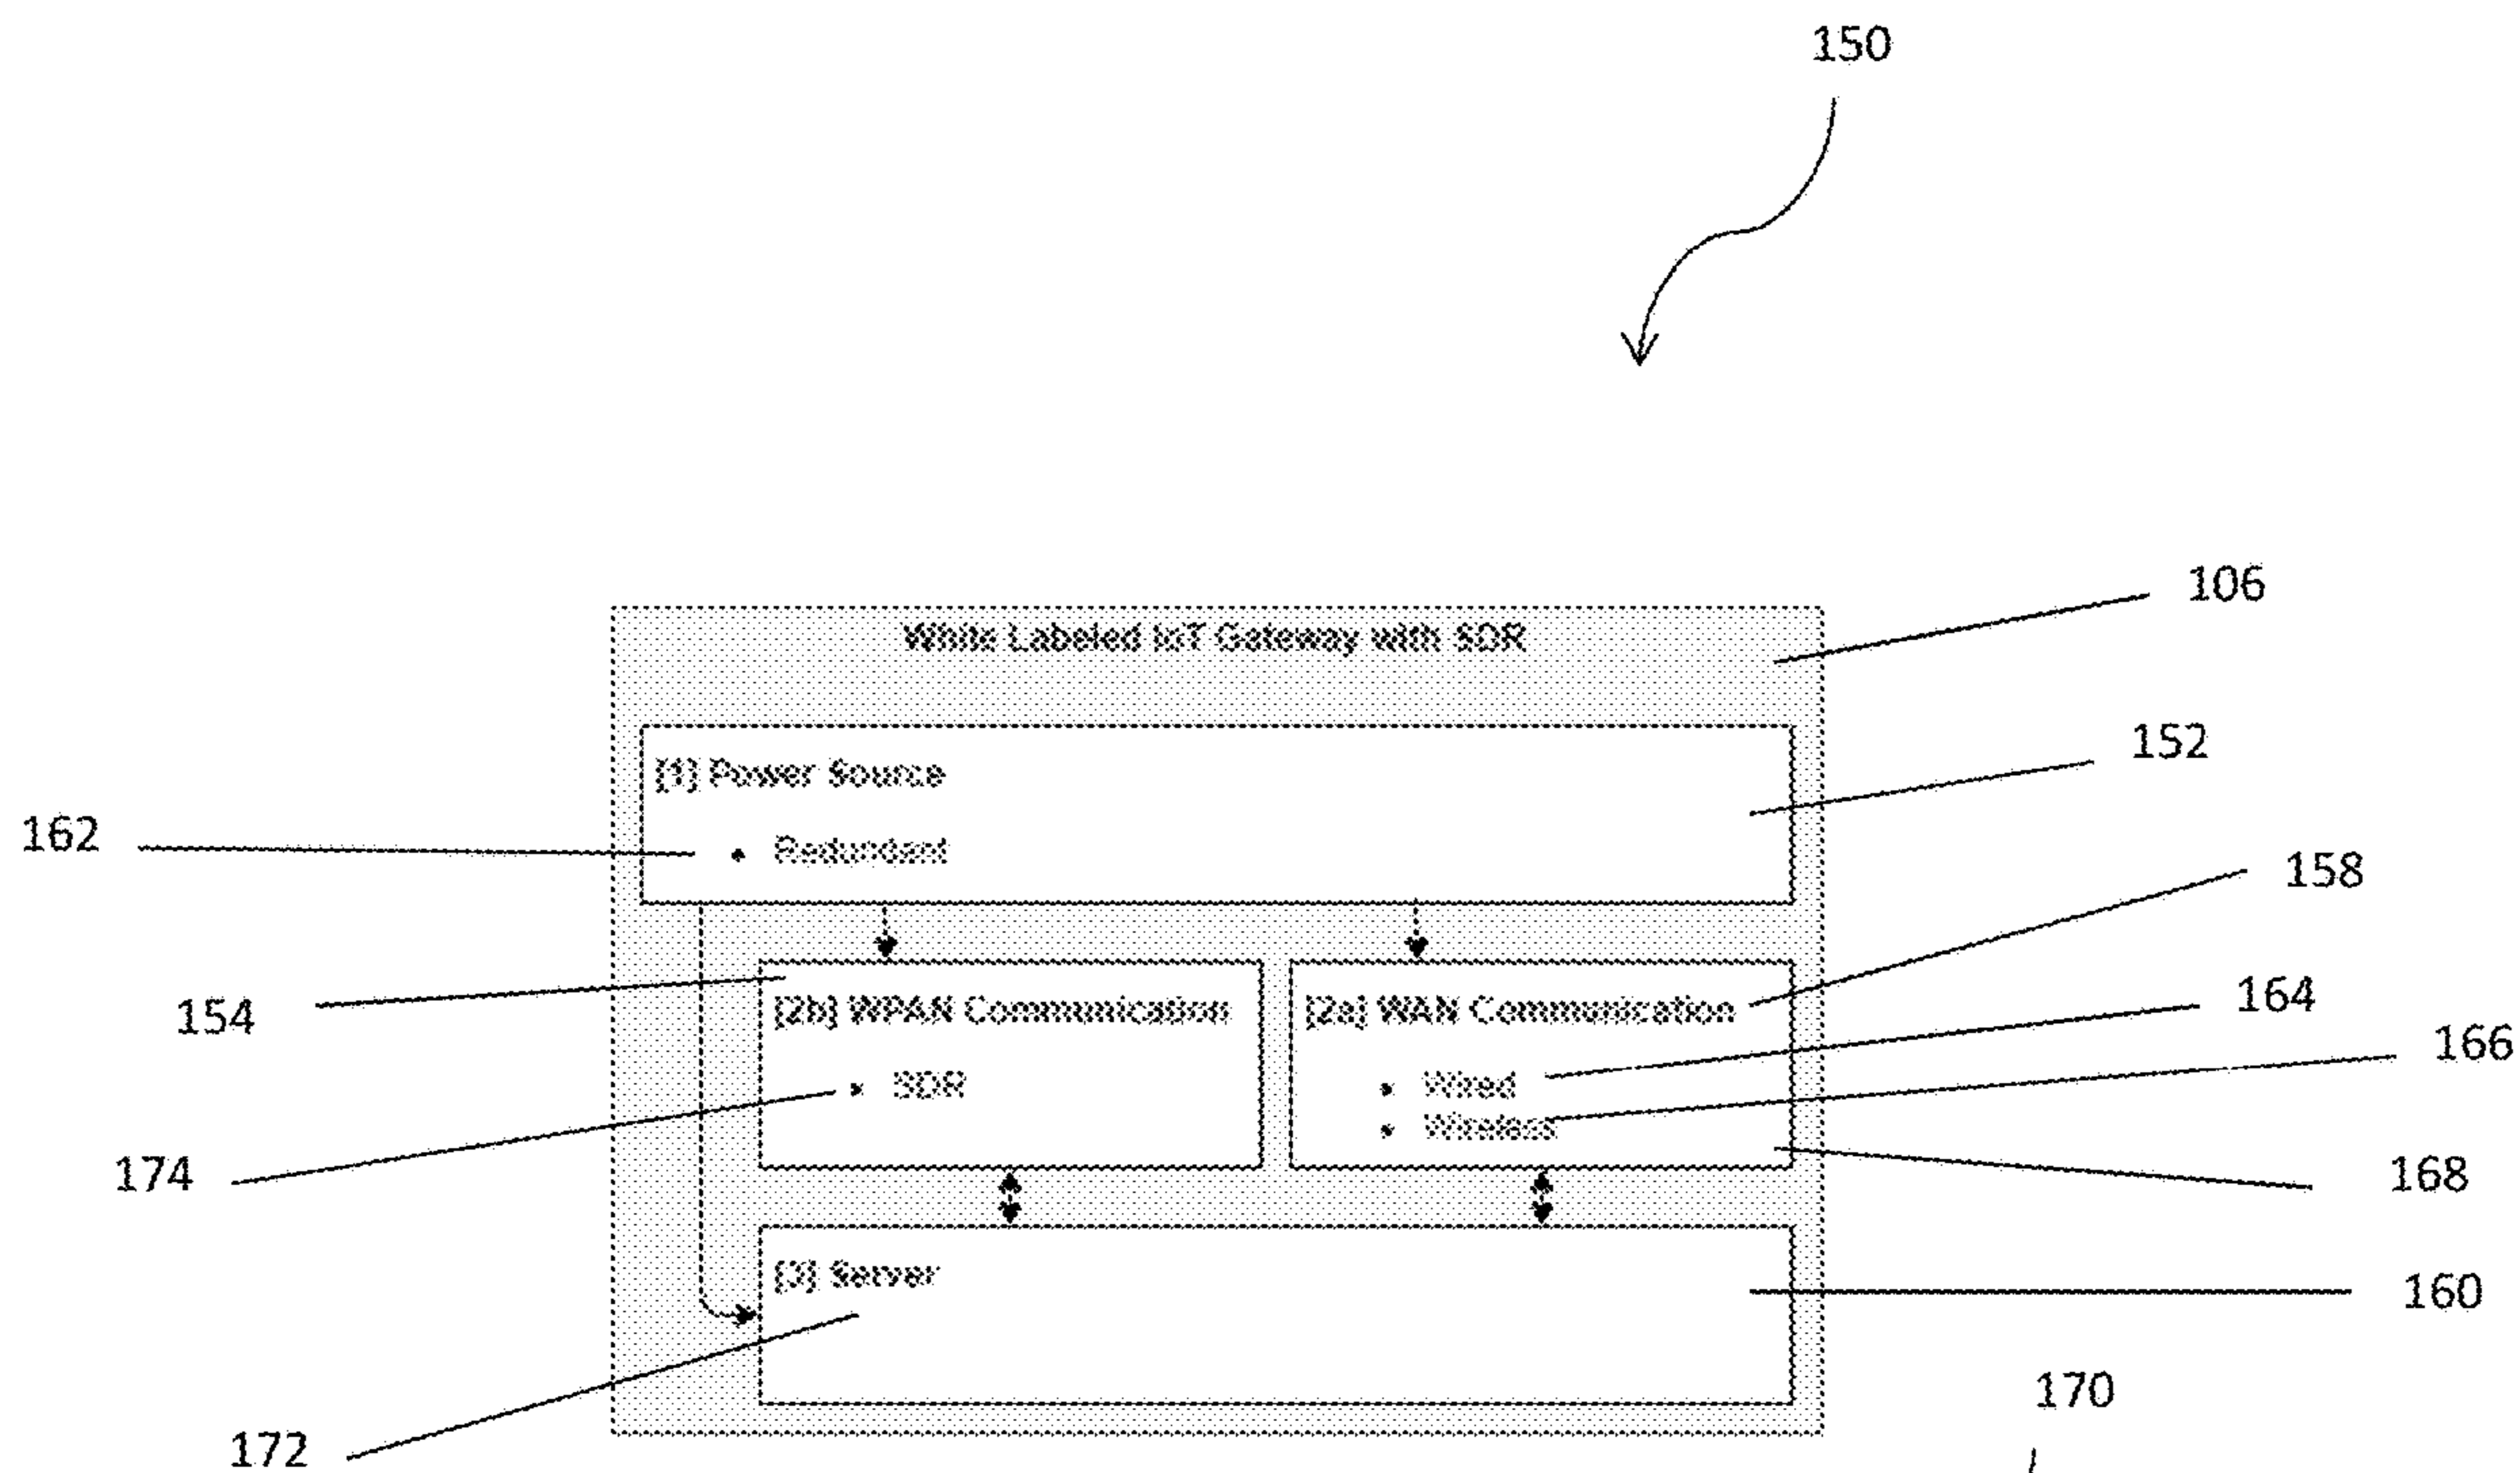 150
106
White Labeled IoT Gateway with SDR
152
[1] Power Source
162
• Redundant
158
154
[2b] WPAN Communication
[2a] WAN Communication
164
166
• SDR
• Wired
• Wireless
174
168
[3] Server
160
170
172